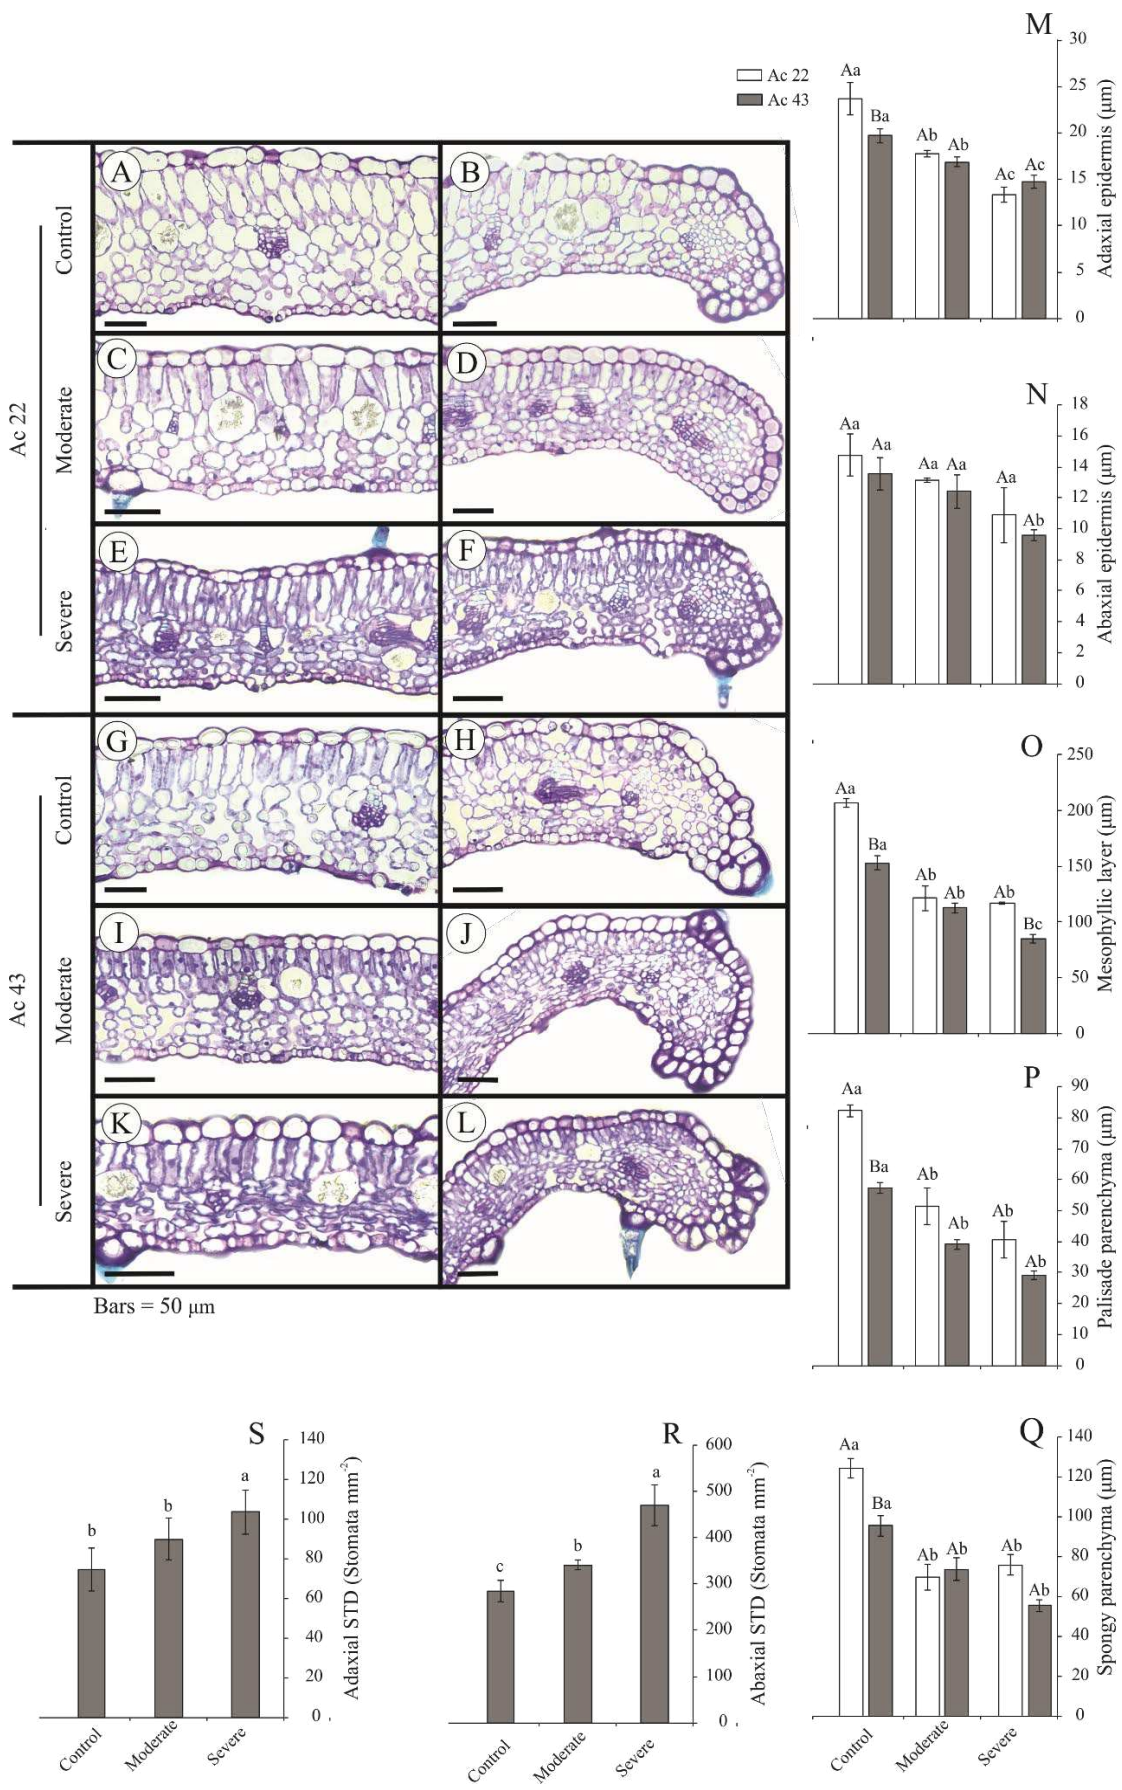 M
30
25
20
15
10
5
0
Adaxial epidermis (μm)
Ac 22
Ac 43
Aa
Ba
Ab
Ab
Ac
Ac
A
B
Control
C
D
Moderate
Ac 22
E
F
Severe
G
H
Control
I
J
Moderate
Ac 43
K
L
Severe
Bars = 50 μm
N
18
16
14
12
10
8
6
4
2
0
Abaxial epidermis (μm)
Aa
Aa
Aa
Aa
Aa
Ab
O
250
200
150
100
50
0
Mesophyllic layer (μm)
Aa
Ba
Ab
Ab
Ab
Bc
P
90
80
70
60
50
40
30
20
10
0
Palisade parenchyma (μm)
Aa
Ba
Ab
Ab
Ab
Ab
S
140
120
100
80
60
40
20
0
Adaxial STD (Stomata mm⁻²)
b
b
a
Control
Moderate
Severe
R
600
500
400
300
200
100
0
Abaxial STD (Stomata mm⁻²)
c
b
a
Control
Moderate
Severe
Q
140
120
100
80
60
40
20
0
Spongy parenchyma (μm)
Aa
Ba
Ab
Ab
Ab
Ab
Control
Moderate
Severe